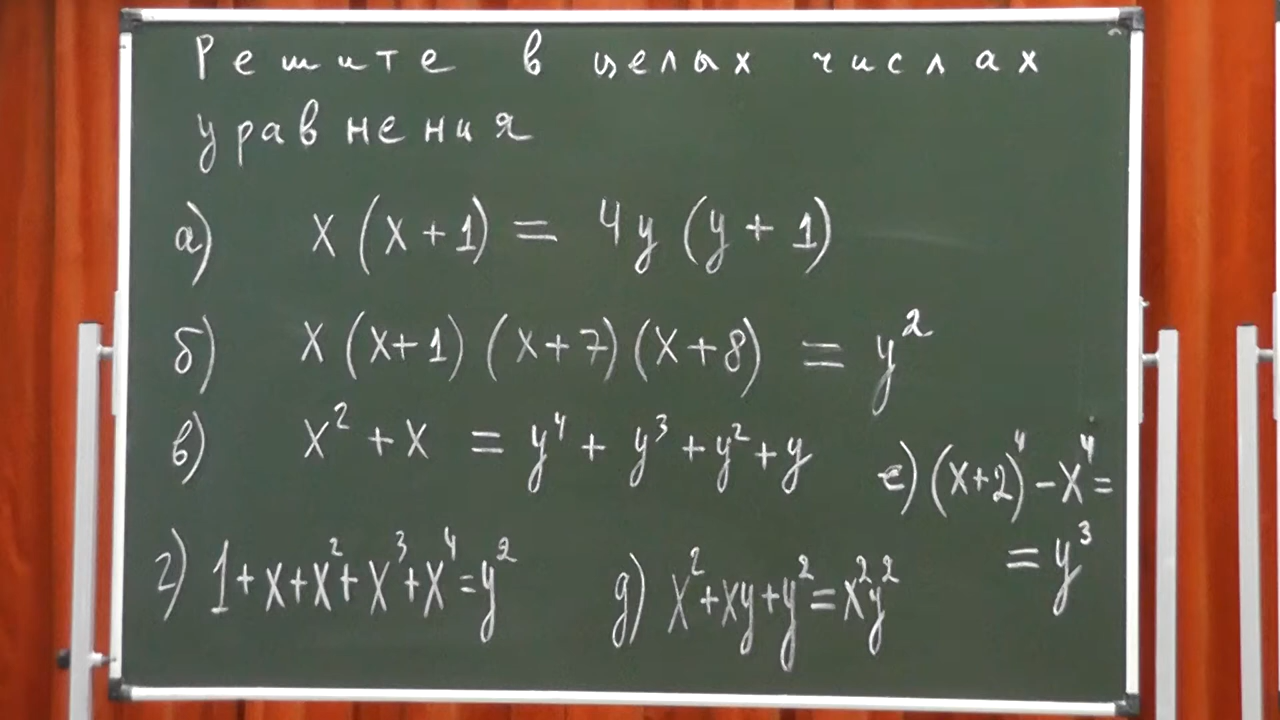 Решите в целых числах
уравнения
а) x(x+1) = 4y(y+1)
б) x(x+1)(x+7)(x+8) = y²
в) x² + x = y⁴ + y³ + y² + y
е) (x+2)⁴ - x⁴ =
= y³
г) 1+x+x²+x³+x⁴=y²
д) x²+xy+y²=x²y²